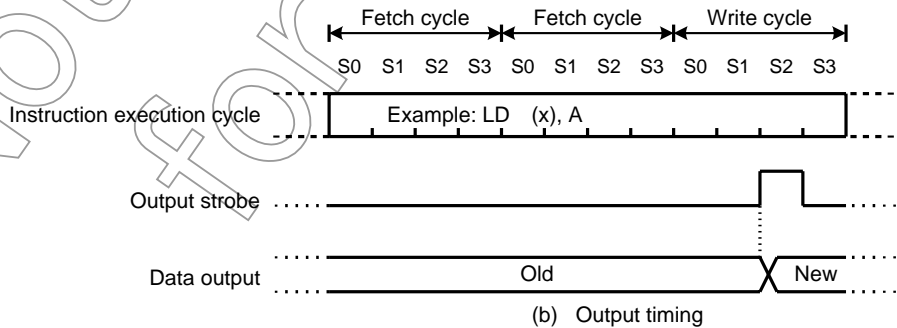 Fetch cycle Fetch cycle Write cycle
S0 S1 S2 S3 S0 S1 S2 S3 S0 S1 S2 S3
Instruction execution cycle Example: LD (x), A
Output strobe
Data output Old New
(b) Output timing
for